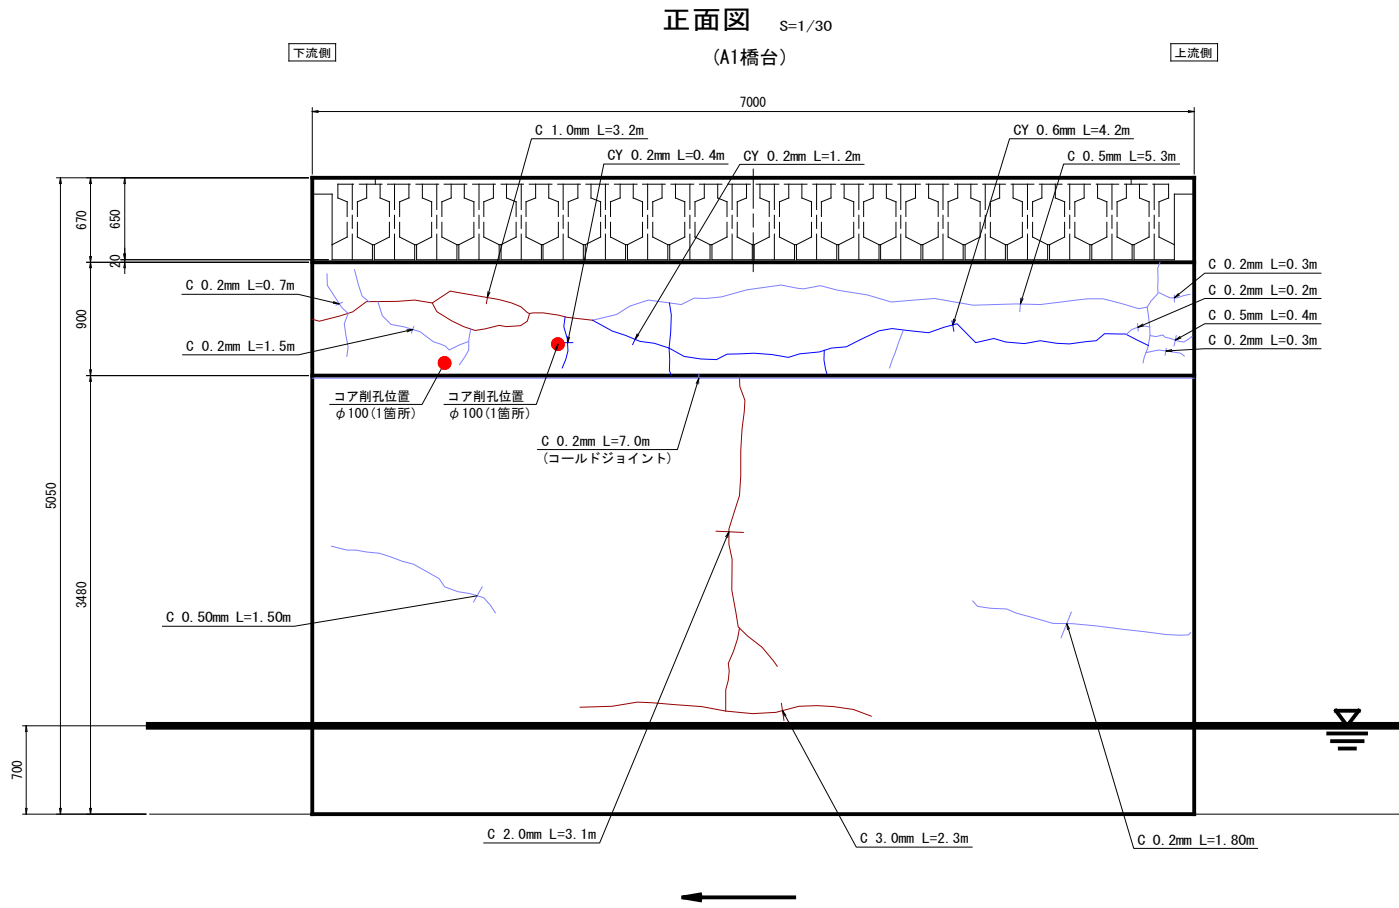 正面図 S=1/30
(A1橋台)
下流側
上流側
7000
C 1.0mm L=3.2m
CY 0.2mm L=0.4m
CY 0.2mm L=1.2m
CY 0.6mm L=4.2m
C 0.5mm L=5.3m
670
650
20
900
5050
3480
700
C 0.2mm L=0.7m
C 0.2mm L=1.5m
C 0.2mm L=0.3m
C 0.2mm L=0.2m
C 0.5mm L=0.4m
C 0.2mm L=0.3m
コア削孔位置
φ100(1箇所)
コア削孔位置
φ100(1箇所)
C 0.2mm L=7.0m
(コールドジョイント)
C 0.50mm L=1.50m
C 2.0mm L=3.1m
C 3.0mm L=2.3m
C 0.2mm L=1.80m